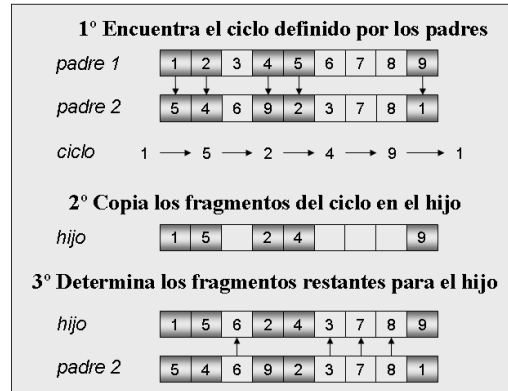 1º Encuentra el ciclo definido por los padres
padre 1 1 2 3 4 5 6 7 8 9
padre 2 5 4 6 9 2 3 7 8 1
ciclo 1 → 5 → 2 → 4 → 9 → 1
2º Copia los fragmentos del ciclo en el hijo
hijo 1 5 2 4 9
3º Determina los fragmentos restantes para el hijo
hijo 1 5 6 2 4 3 7 8 9
padre 2 5 4 6 9 2 3 7 8 1